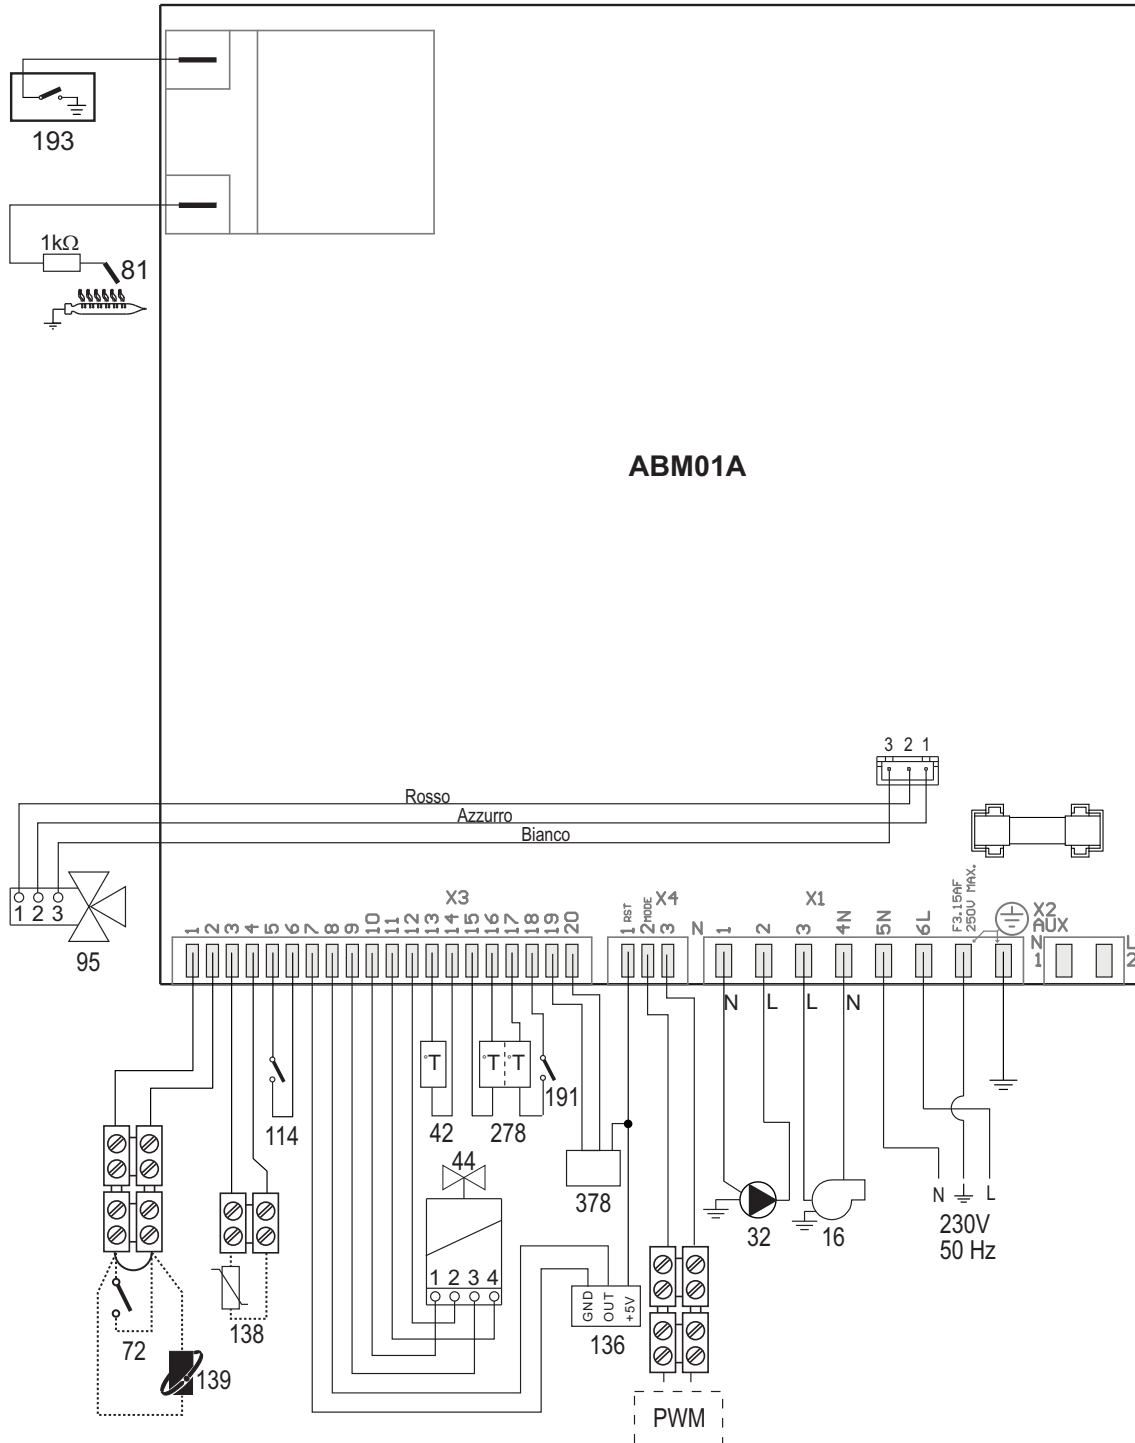 193
1kΩ
81
ABM01A
3 2 1
Rosso
Azzurro
Bianco
1 2 3
95
X3
X4
X1
F3.15AF
250V MAX.
X2
AUX
1 2 3 4 5 6 7 8 9 10 11 12 13 14 15 16 17 18 19 20
1 RST 2 MODE 3
N
1 2 3 4N 5N 6L
N L
1 2
N L L N
°T °T °T
191
114
42
278
44
378
32
16
N L
230V
50 Hz
1 2 3 4
GND OUT +5V
136
72
138
139
PWM